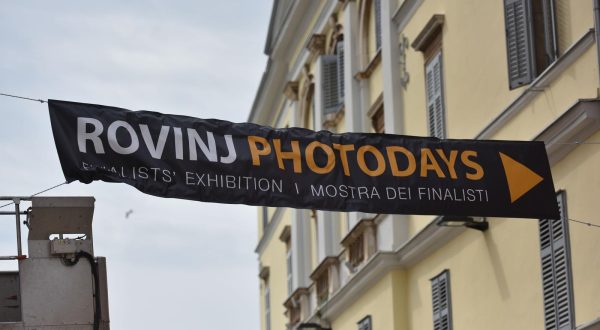 ROVINJ PHOTODAYS
FINALISTS' EXHIBITION | MOSTRA DEI FINALISTI